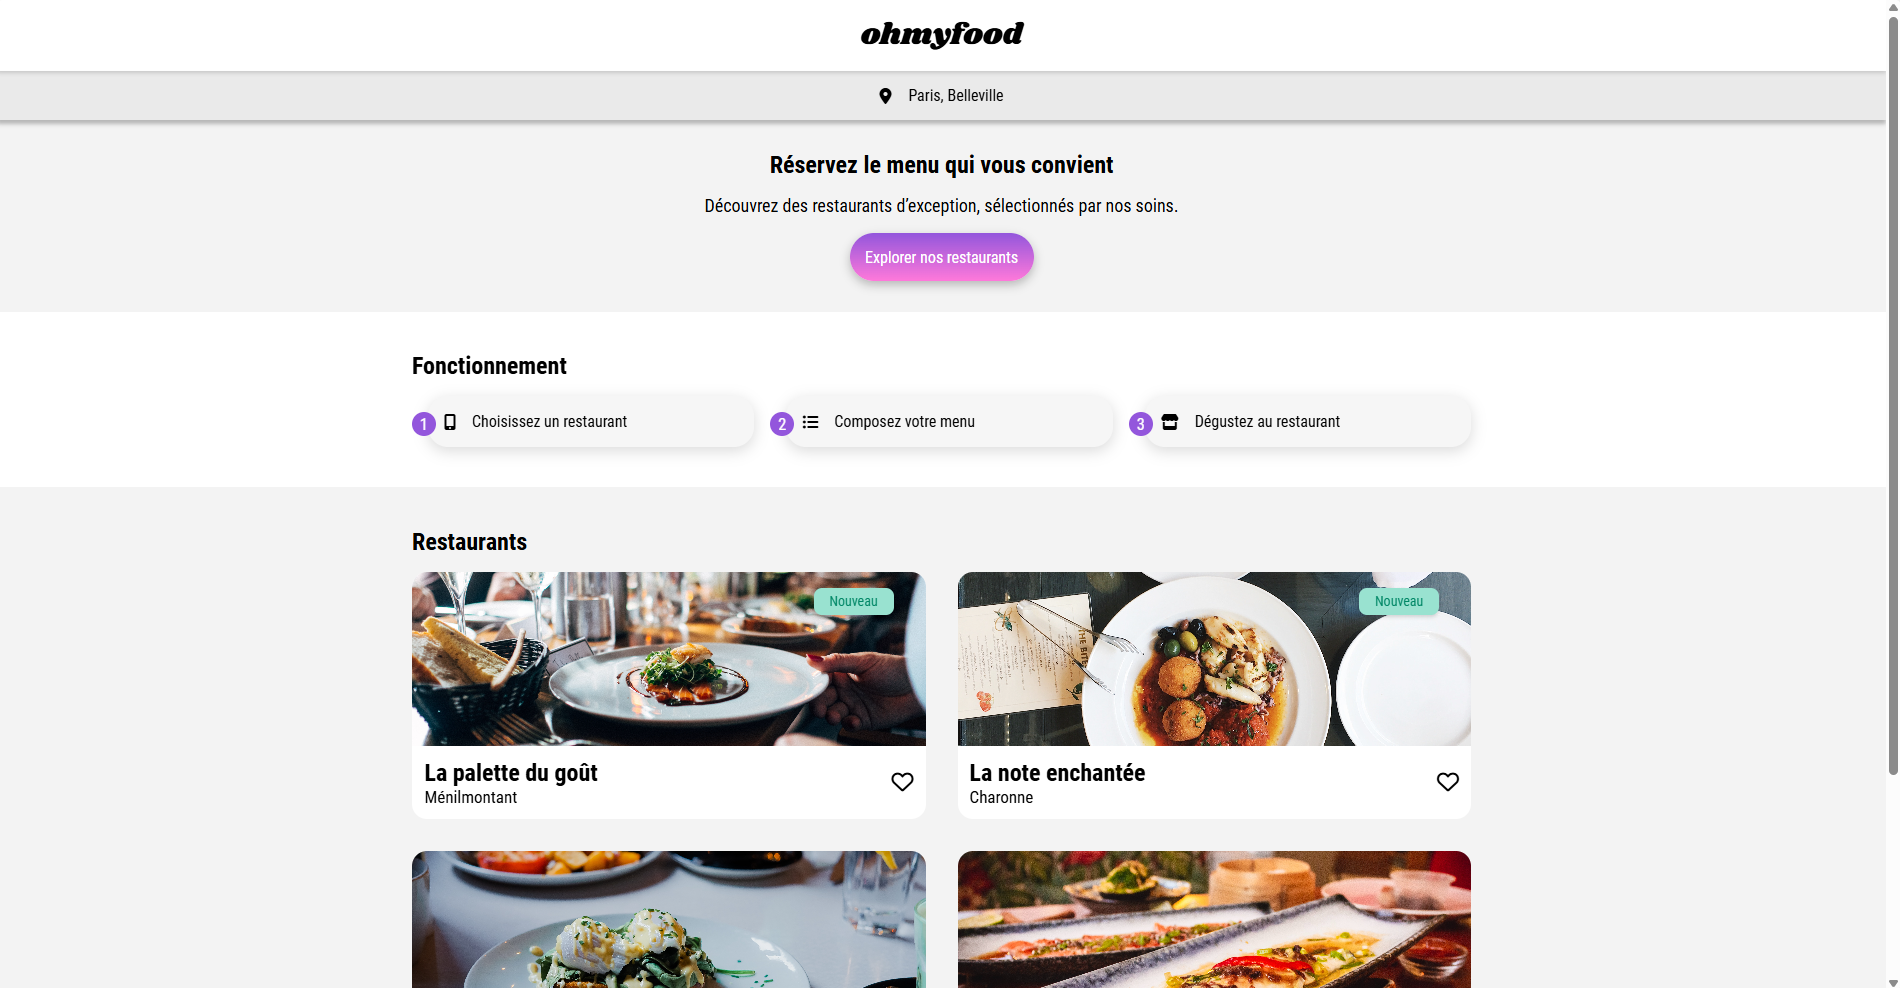 ohmyfood
Paris, Belleville
Réservez le menu qui vous convient
Découvrez des restaurants d’exception, sélectionnés par nos soins.
Explorer nos restaurants
Fonctionnement
1 Choisissez un restaurant
2 Composez votre menu
3 Dégustez au restaurant
Restaurants
Nouveau
La palette du goût
Ménilmontant
Nouveau
La note enchantée
Charonne